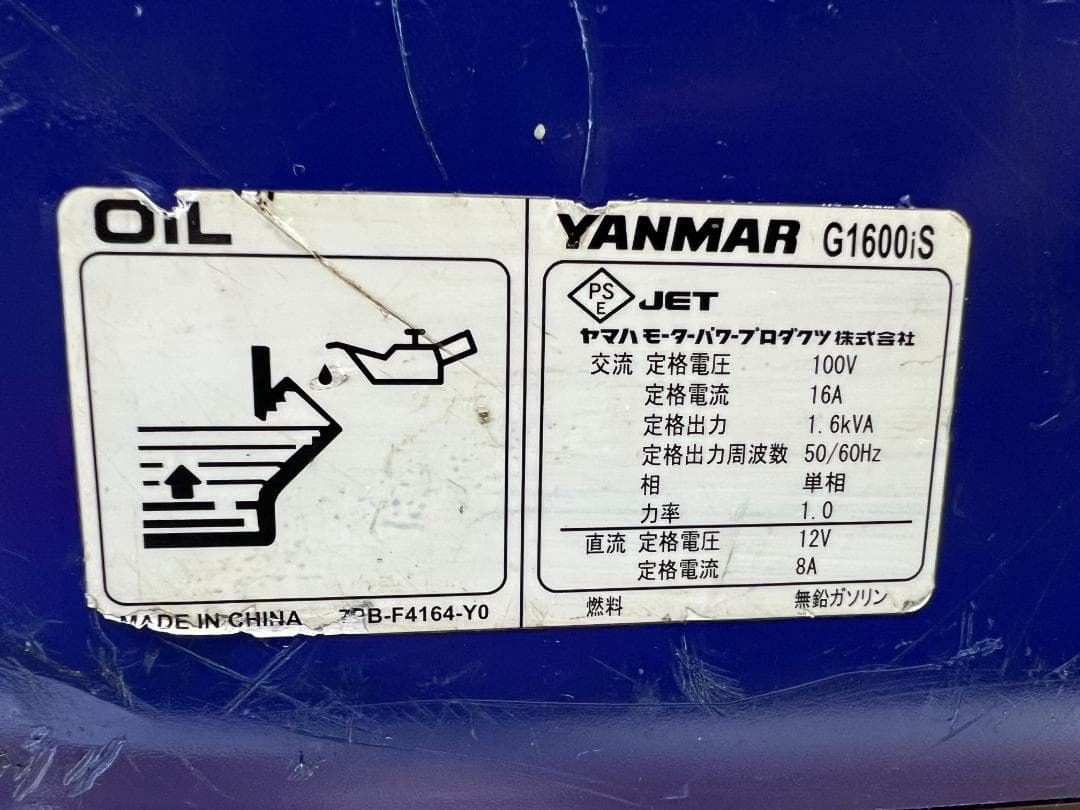 OIL
MADE IN CHINA
B-F4164-Y0
YANMAR G1600iS
PS
E
JET
ヤマハモーターパワープロダクツ株式会社
交流 定格電圧 100V
定格電流 16A
定格出力 1.6kVA
定格出力周波数 50/60Hz
相 単相
力率 1.0
直流 定格電圧 12V
定格電流 8A
燃料 無鉛ガソリン